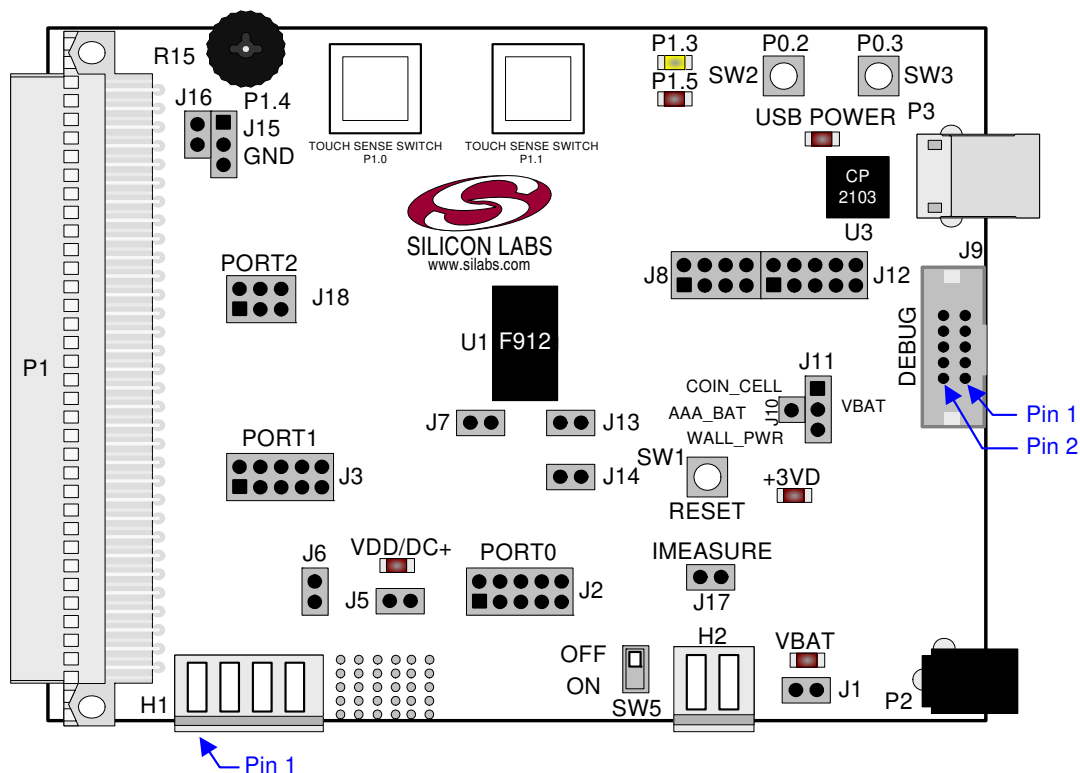 R15
P1.3
P0.2
P0.3
SW2
SW3
P1.5
J16
P1.4
J15
GND
USB POWER
P3
TOUCH SENSE SWITCH
P1.0
TOUCH SENSE SWITCH
P1.1
CP
2103
U3
SILICON LABS
www.silabs.com
J9
PORT2
J18
J8
J12
U1
F912
DEBUG
P1
J11
COIN_CELL
AAA_BAT
J10
VBAT
WALL_PWR
Pin 1
Pin 2
J7
J13
PORT1
J3
J14
SW1
RESET
+3VD
J6
VDD/DC+
J5
PORT0
J2
IMEASURE
J17
OFF
ON
SW5
H2
VBAT
J1
P2
H1
Pin 1